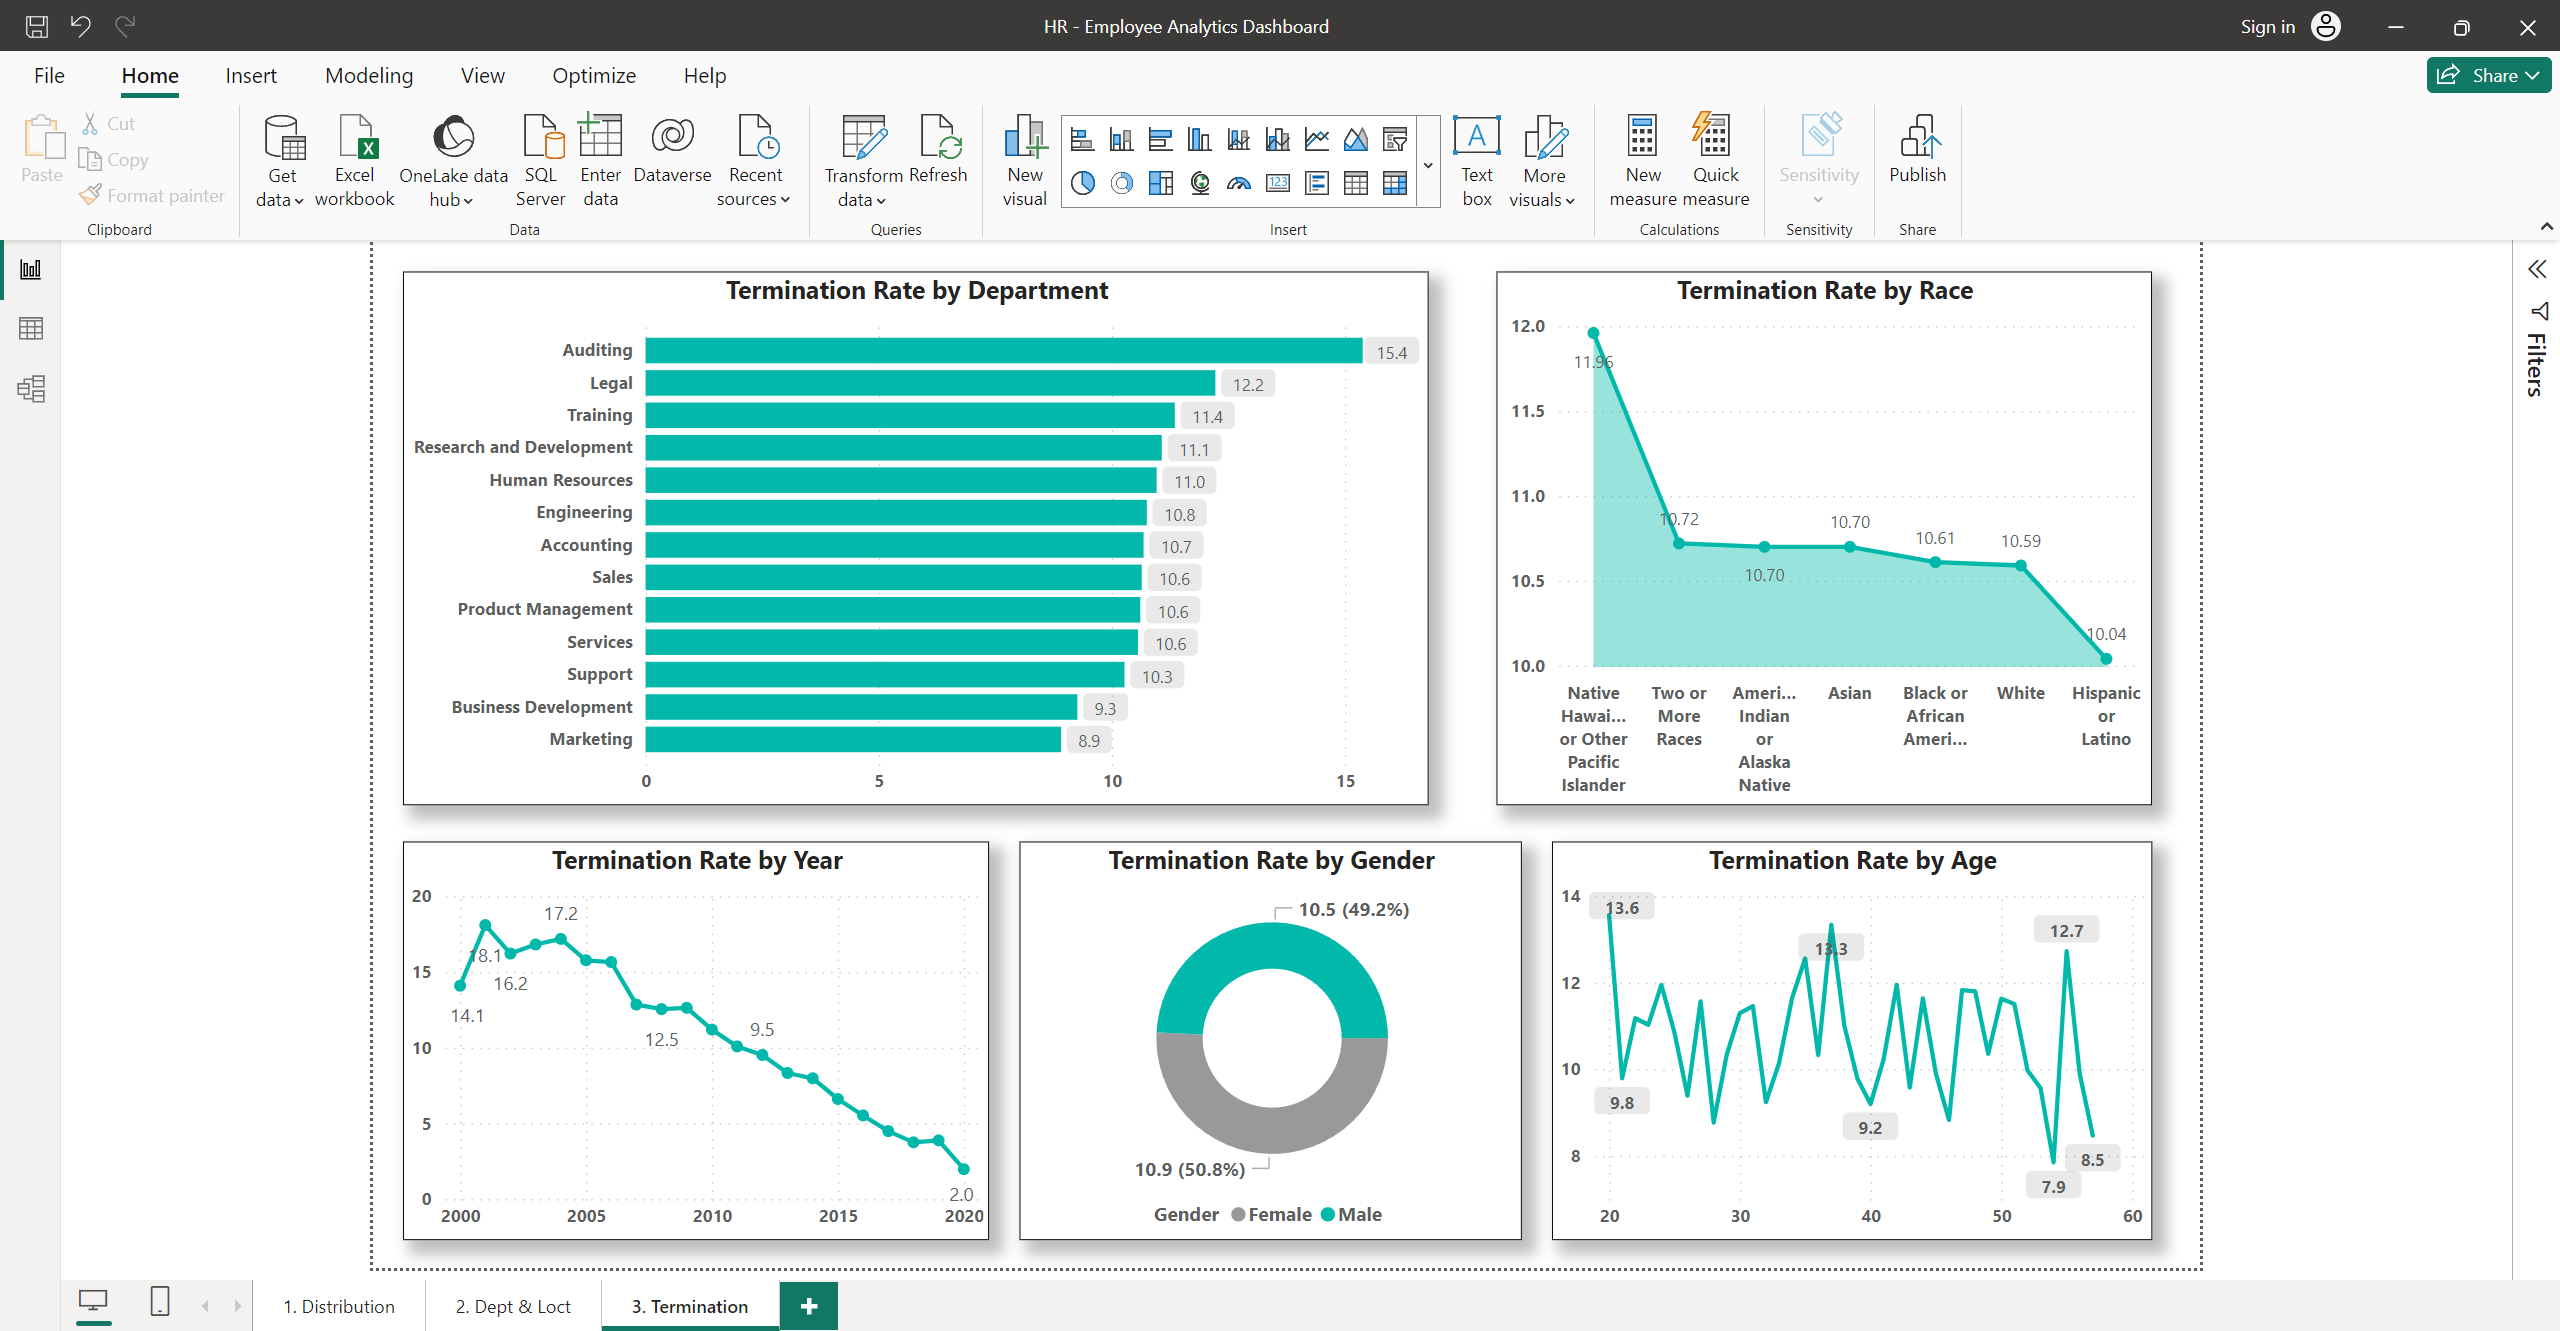 HR - Employee Analytics Dashboard
Sign in
File
Home
Insert
Modeling
View
Optimize
Help
Share
Paste
Cut
Copy
Format painter
Clipboard
Get data
Excel workbook
OneLake data hub
SQL Server
Enter data
Dataverse
Recent sources
Data
Transform data
Refresh
Queries
New visual
123
Text box
More visuals
Insert
New measure
Quick measure
Calculations
Sensitivity
Sensitivity
Publish
Share
Filters
Termination Rate by Department
Auditing 15.4
Legal 12.2
Training 11.4
Research and Development 11.1
Human Resources 11.0
Engineering 10.8
Accounting 10.7
Sales 10.6
Product Management 10.6
Services 10.6
Support 10.3
Business Development 9.3
Marketing 8.9
0 5 10 15
Termination Rate by Race
12.0
11.5
11.0
10.5
10.0
11.96
10.72
10.70
10.70
10.61
10.59
10.04
Native Hawai... or Other Pacific Islander
Two or More Races
Ameri... Indian or Alaska Native
Asian
Black or African Ameri...
White
Hispanic or Latino
Termination Rate by Year
20
15
10
5
0
14.1
18.1
16.2
17.2
12.5
9.5
2.0
2000 2005 2010 2015 2020
Termination Rate by Gender
10.5 (49.2%)
10.9 (50.8%)
Gender Female Male
Termination Rate by Age
14
12
10
8
13.6
9.8
13.3
9.2
12.7
7.9
8.5
20 30 40 50 60
1. Distribution
2. Dept & Loct
3. Termination